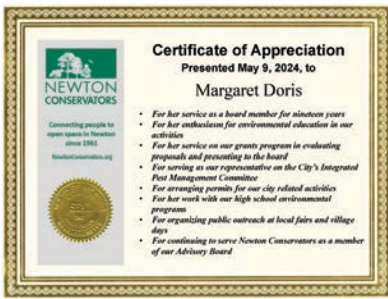 NEWTON
CONSERVATORS
Connecting people to
open space in Newton
since 1961
NewtonConservators.org
Certificate of Appreciation
Presented May 9, 2024, to
Margaret Doris
• For her service as a board member for nineteen years
• For her enthusiasm for environmental education in our
activities
• For her service on our grants program in evaluating
proposals and presenting to the board
• For serving as our representative on the City's Integrated
Pest Management Committee
• For arranging permits for our city related activities
• For her work with our high school environmental
programs
• For organizing public outreach at local fairs and village
days
• For continuing to serve Newton Conservators as a member
of our Advisory Board